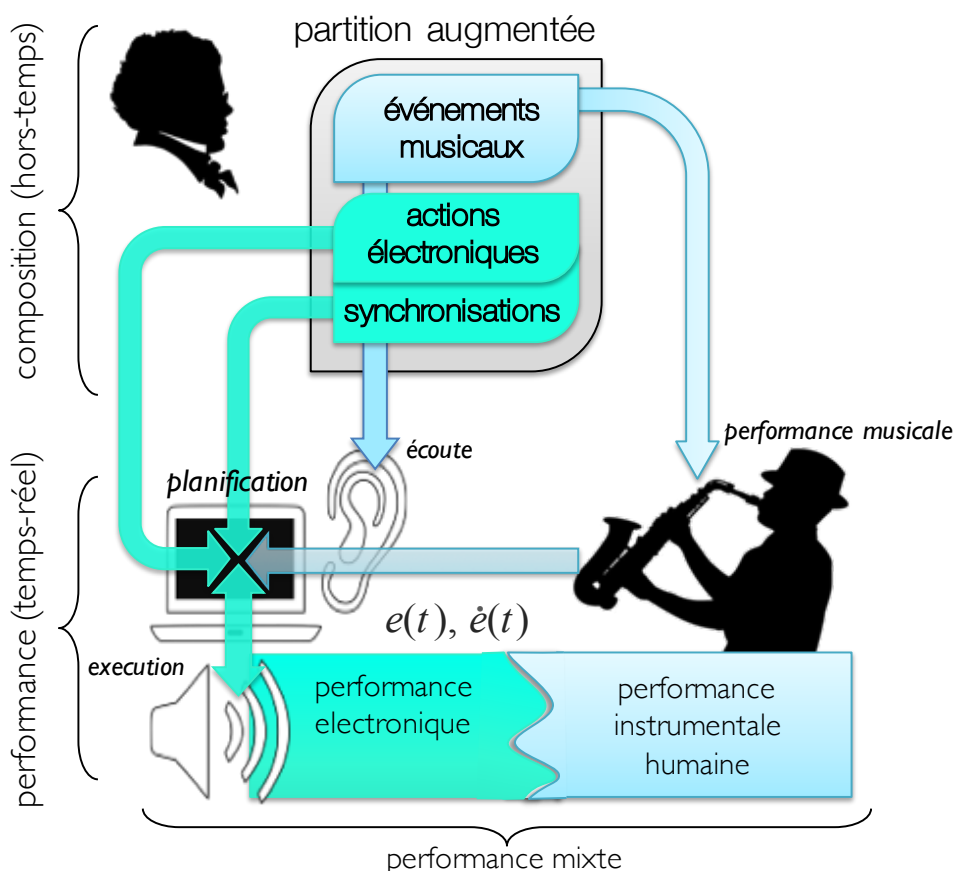 partition augmentée
composition (hors-temps)
événements
musicaux
actions
électroniques
synchronisations
écoute
performance musicale
planification
performance (temps-réel)
e(t), ė(t)
execution
performance
electronique
performance
instrumentale
humaine
performance mixte